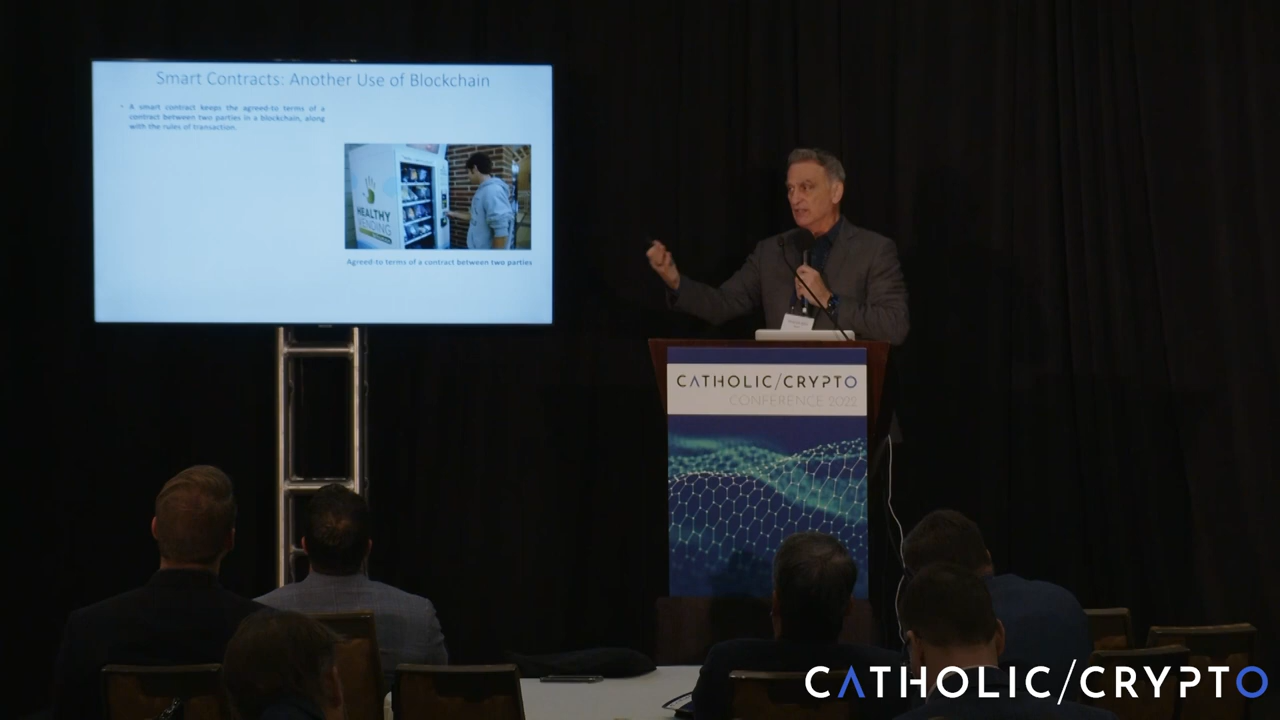 Smart Contracts: Another Use of Blockchain
• A smart contract keeps the agreed-to terms of a
contract between two parties in a blockchain, along
with the rules of transaction.
HEALTHY
VENDING
Agreed-to terms of a contract between two parties
CATHOLIC/CRYPTO
CONFERENCE 2022
CATHOLIC/CRYPTO